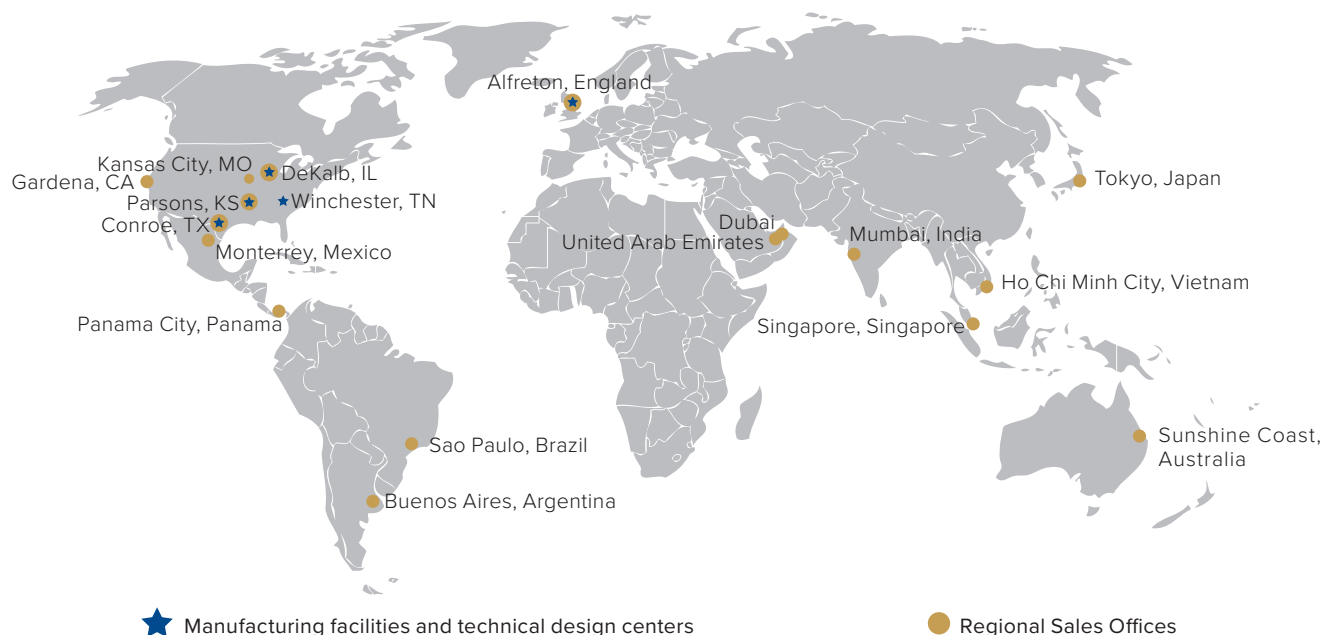 Alfreton, England
Kansas City, MO
DeKalb, IL
Gardena, CA
Tokyo, Japan
Parsons, KS
Winchester, TN
Conroe, TX
Dubai
United Arab Emirates
Mumbai, India
Monterrey, Mexico
Ho Chi Minh City, Vietnam
Panama City, Panama
Singapore, Singapore
Sao Paulo, Brazil
Sunshine Coast,
Australia
Buenos Aires, Argentina
Manufacturing facilities and technical design centers
Regional Sales Offices